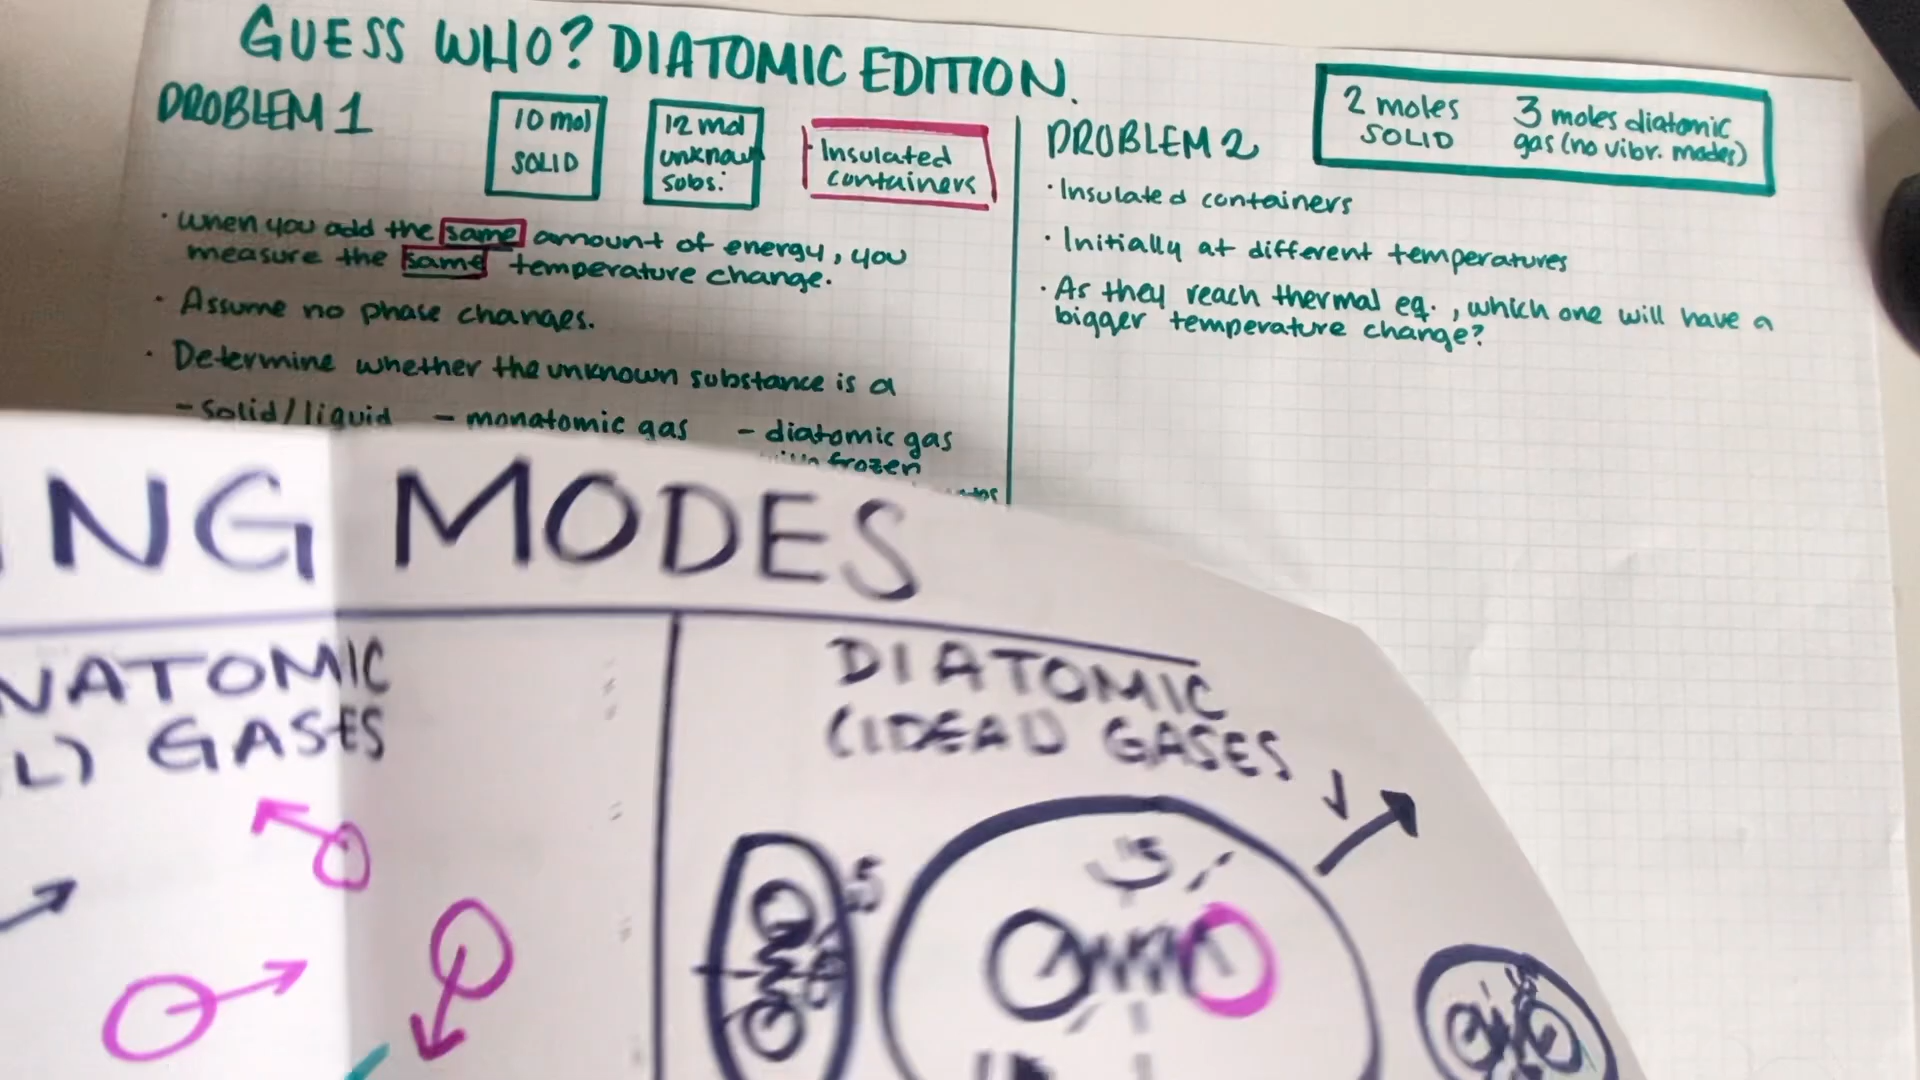 GUESS WHO? DIATOMIC EDITION.
PROBLEM 1
10 mol
SOLID
12 mol
unknown
subs.
Insulated
containers
· When you add the same amount of energy, you
measure the same temperature change.
· Assume no phase changes.
· Determine whether the unknown substance is a
- solid/liquid - monatomic gas - diatomic gas
frozen
PROBLEM 2
2 moles
SOLID
3 moles diatomic
gas (no vibr. modes)
· Insulated containers
· Initially at different temperatures
· As they reach thermal eq., which one will have a
bigger temperature change?
NG MODES
NATOMIC
L) GASES
DIATOMIC
(IDEAL) GASES